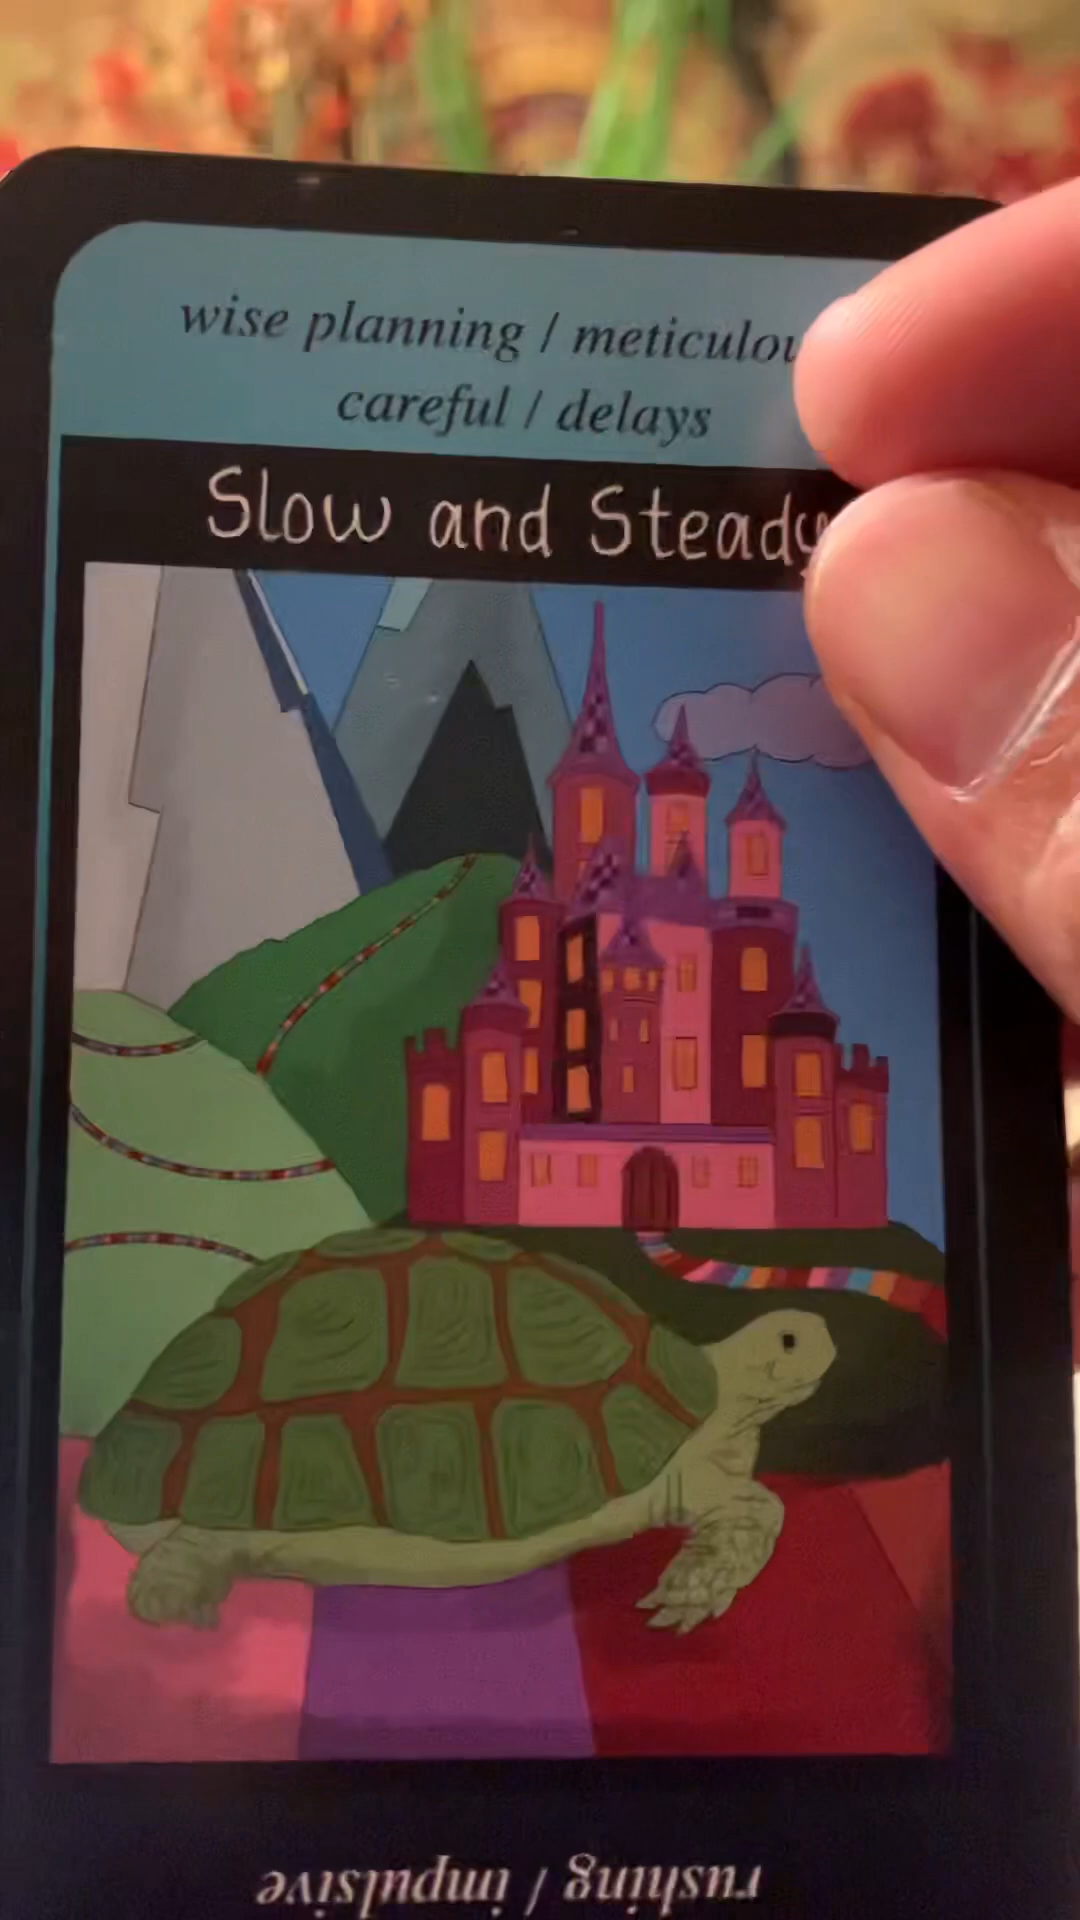 wise planning / meticulou
careful / delays
Slow and Steady
rushing / impulsive